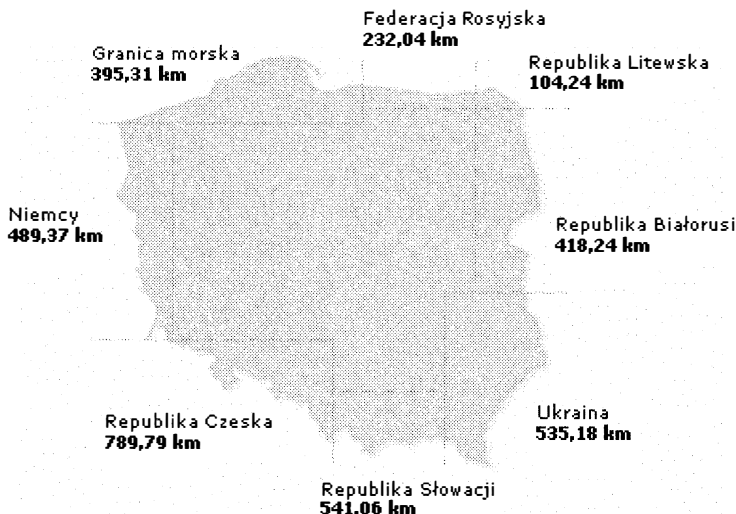 Federacja Rosyjska
232,04 km
Granica morska
395,31 km
Republika Litewska
104,24 km
Niemcy
489,37 km
Republika Białorusi
418,24 km
Republika Czeska
789,79 km
Ukraina
535,18 km
Republika Słowacji
541,06 km